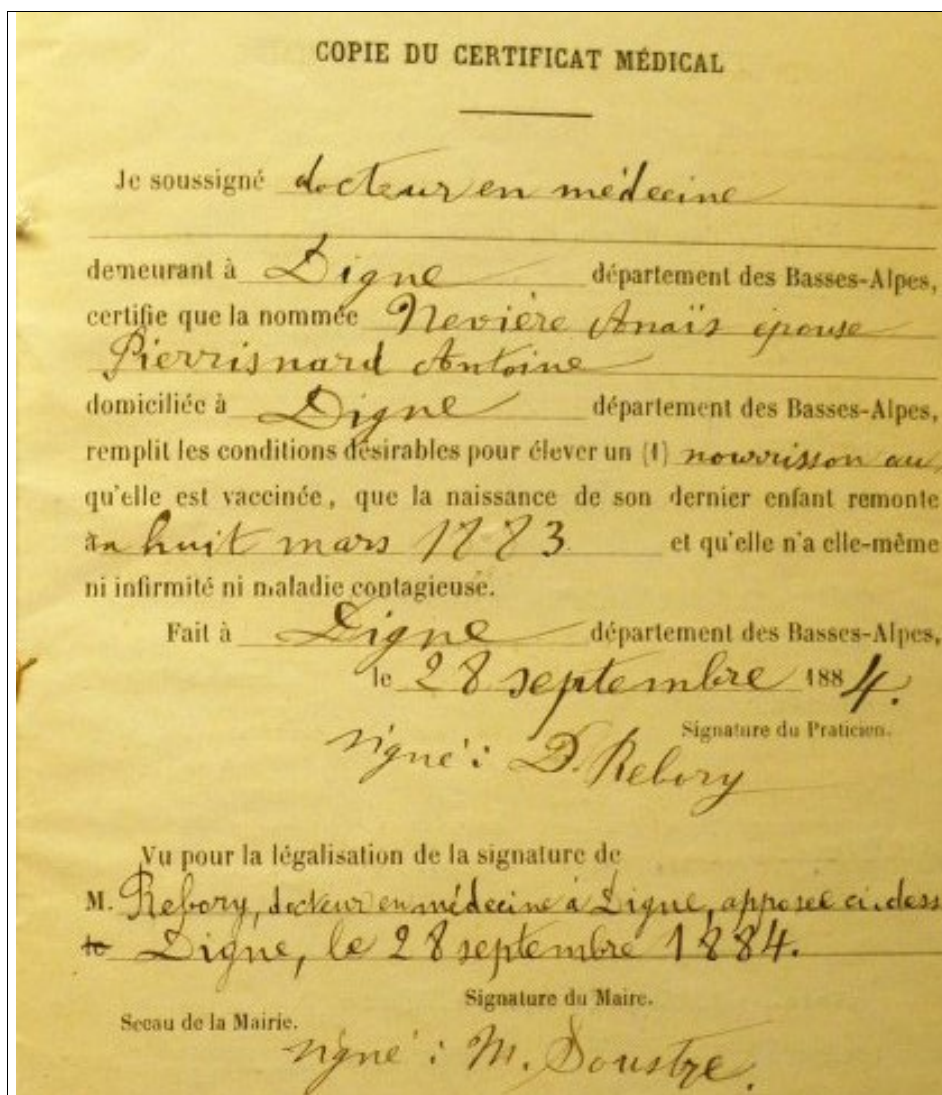 COPIE DU CERTIFICAT MÉDICAL
Je soussigné docteur en médecine
demeurant à Digne département des Basses-Alpes,
certifie que la nommée Nevière Anaïs épouse
Pierrisnard Antoine
domiciliée à Digne département des Basses-Alpes,
remplit les conditions désirables pour élever un (1) nourrisson au
qu'elle est vaccinée, que la naissance de son dernier enfant remonte
au huit mars 1883 et qu'elle n'a elle-même
ni infirmité ni maladie contagieuse.
Fait à Digne département des Basses-Alpes,
le 28 septembre 1884.
Signature du Praticien.
signé : D. Rebory
Vu pour la légalisation de la signature de
M. Rebory, docteur en médecine à Digne, apposée ci-dess
le Digne, le 28 septembre 1884.
Signature du Maire.
Sceau de la Mairie.
signé : M. Soustre.